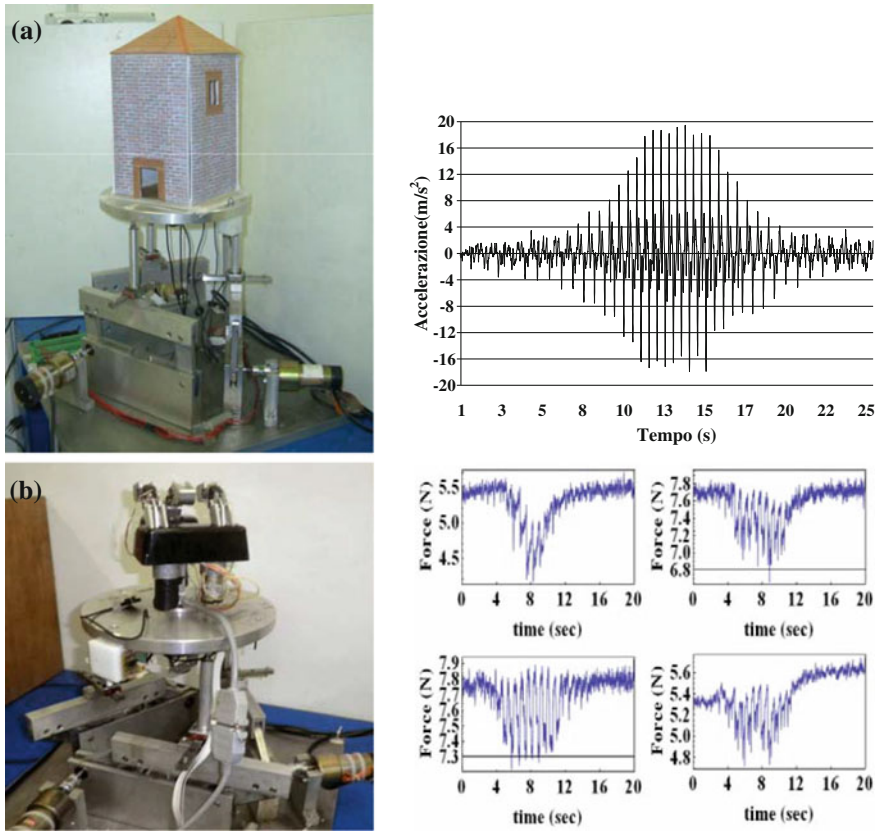 (a)
20
16
12
8
4
0
-4
-8
-12
-16
-20
Accelerazione(m/s²)
1 3 5 8 10 13 15 17 20 22 25
Tempo (s)
(b)
5.5
5.0
4.5
Force (N)
0 4 8 12 16 20
time (sec)
7.8
7.6
7.4
7.2
7.0
6.8
Force (N)
0 4 8 12 16 20
time (sec)
7.9
7.8
7.7
7.6
7.5
7.4
7.3
Force (N)
0 4 8 12 16 20
time (sec)
5.6
5.4
5.2
5.0
4.8
Force (N)
0 4 8 12 16 20
time (sec)